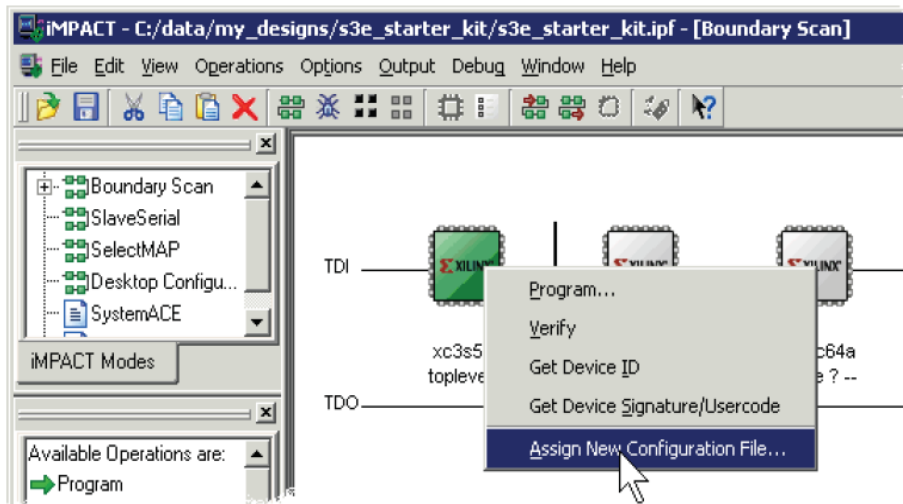 iMPACT - C:/data/my_designs/s3e_starter_kit/s3e_starter_kit.ipf - [Boundary Scan]
File Edit View Operations Options Output Debug Window Help
Boundary Scan
SlaveSerial
SelectMAP
Desktop Configu...
SystemACE
iMPACT Modes
Available Operations are:
Program
TDI
XILINX
XILINX
XILINX
xc3s5
topleve
c64a
e ? --
TDO
Program...
Verify
Get Device ID
Get Device Signature/Usercode
Assign New Configuration File...